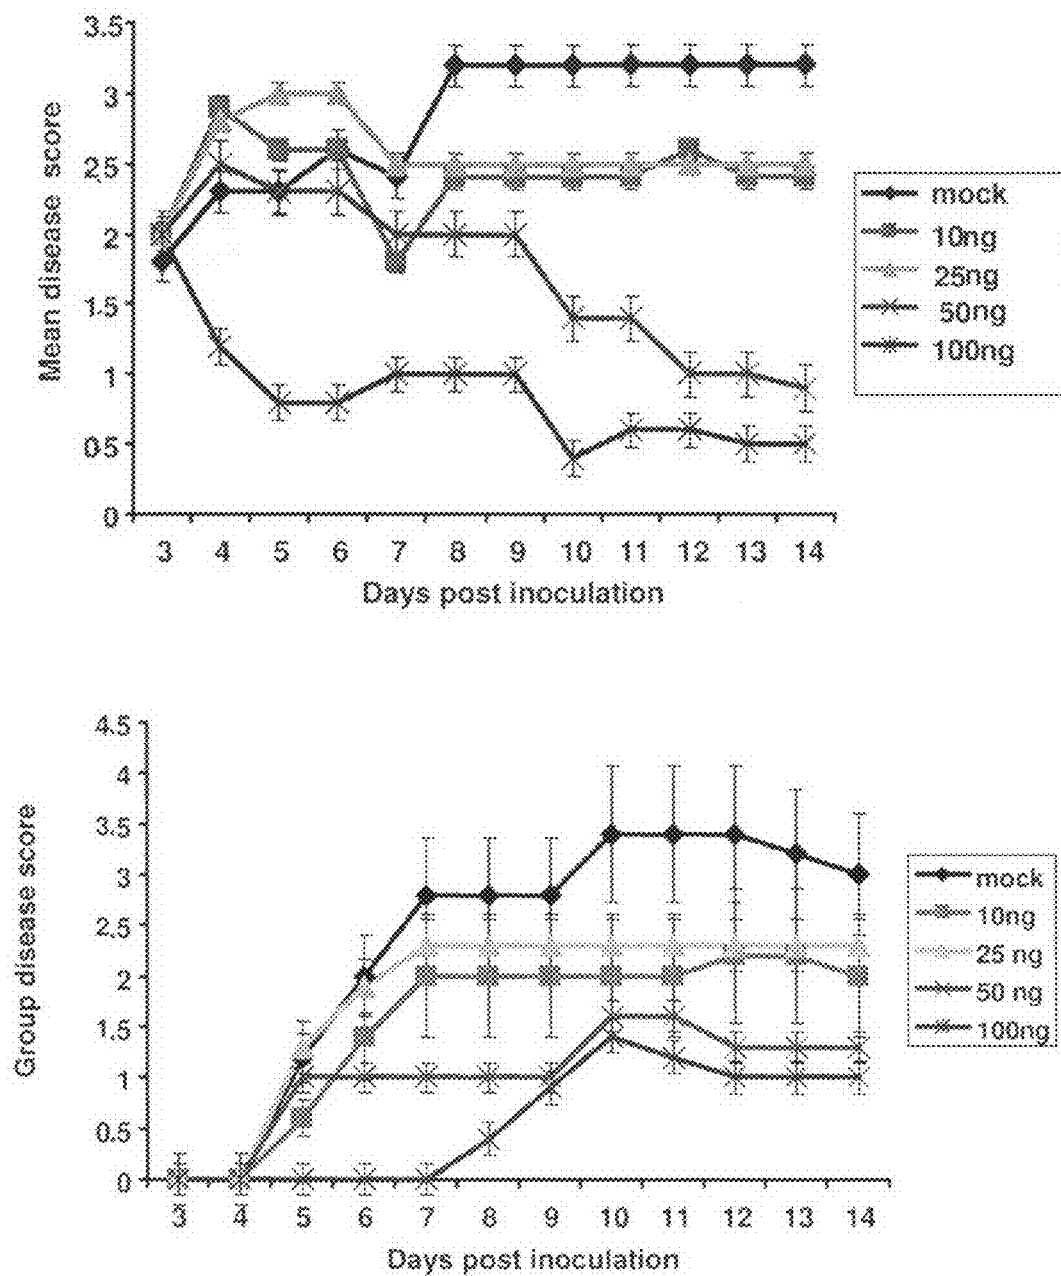 3.5
3
2.5
2
1.5
1
0.5
0
Mean disease score
3 4 5 6 7 8 9 10 11 12 13 14
Days post inoculation
mock
10ng
25ng
50ng
100ng
4.5
4
3.5
3
2.5
2
1.5
1
0.5
0
Group disease score
3 4 5 6 7 8 9 10 11 12 13 14
Days post inoculation
mock
10ng
25 ng
50 ng
100ng